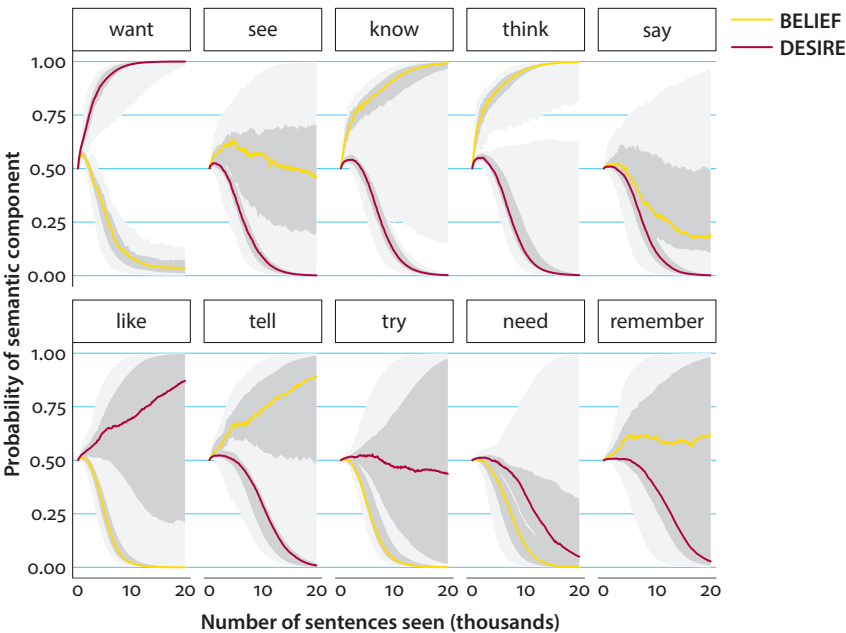 want see know think say
BELIEF
DESIRE
1.00
0.75
0.50
0.25
0.00
like tell try need remember
1.00
0.75
0.50
0.25
0.00
0 10 20 0 10 20 0 10 20 0 10 20 0 10 20
Probability of semantic component
Number of sentences seen (thousands)